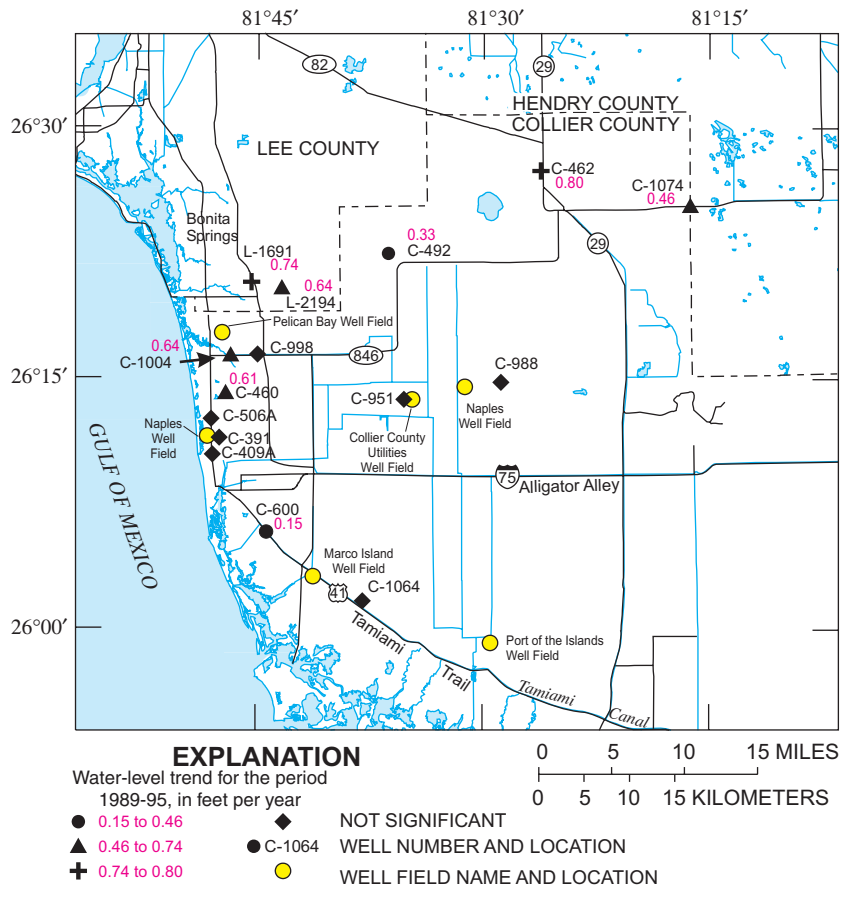 81°45′ 81°30′ 81°15′
82
29
HENDRY COUNTY
COLLIER COUNTY
26°30′
LEE COUNTY
C-462
0.80
C-1074
0.46
Bonita
Springs
0.33
C-492
29
L-1691
0.74
0.64
L-2194
Pelican Bay Well Field
0.64
C-1004
C-998
846
26°15′
C-988
0.61
C-460
C-951
C-506A
Naples
Well Field
Naples
Well
Field
C-391
C-409A
Collier County
Utilities
Well Field
GULF OF MEXICO
75
Alligator Alley
C-600
0.15
Marco Island
Well Field
41
C-1064
26°00′
Tamiami
Trail
Port of the Islands
Well Field
Tamiami
Canal
EXPLANATION
Water-level trend for the period
1989-95, in feet per year
0.15 to 0.46
0.46 to 0.74
0.74 to 0.80
NOT SIGNIFICANT
C-1064 WELL NUMBER AND LOCATION
WELL FIELD NAME AND LOCATION
0 5 10 15 MILES
0 5 10 15 KILOMETERS